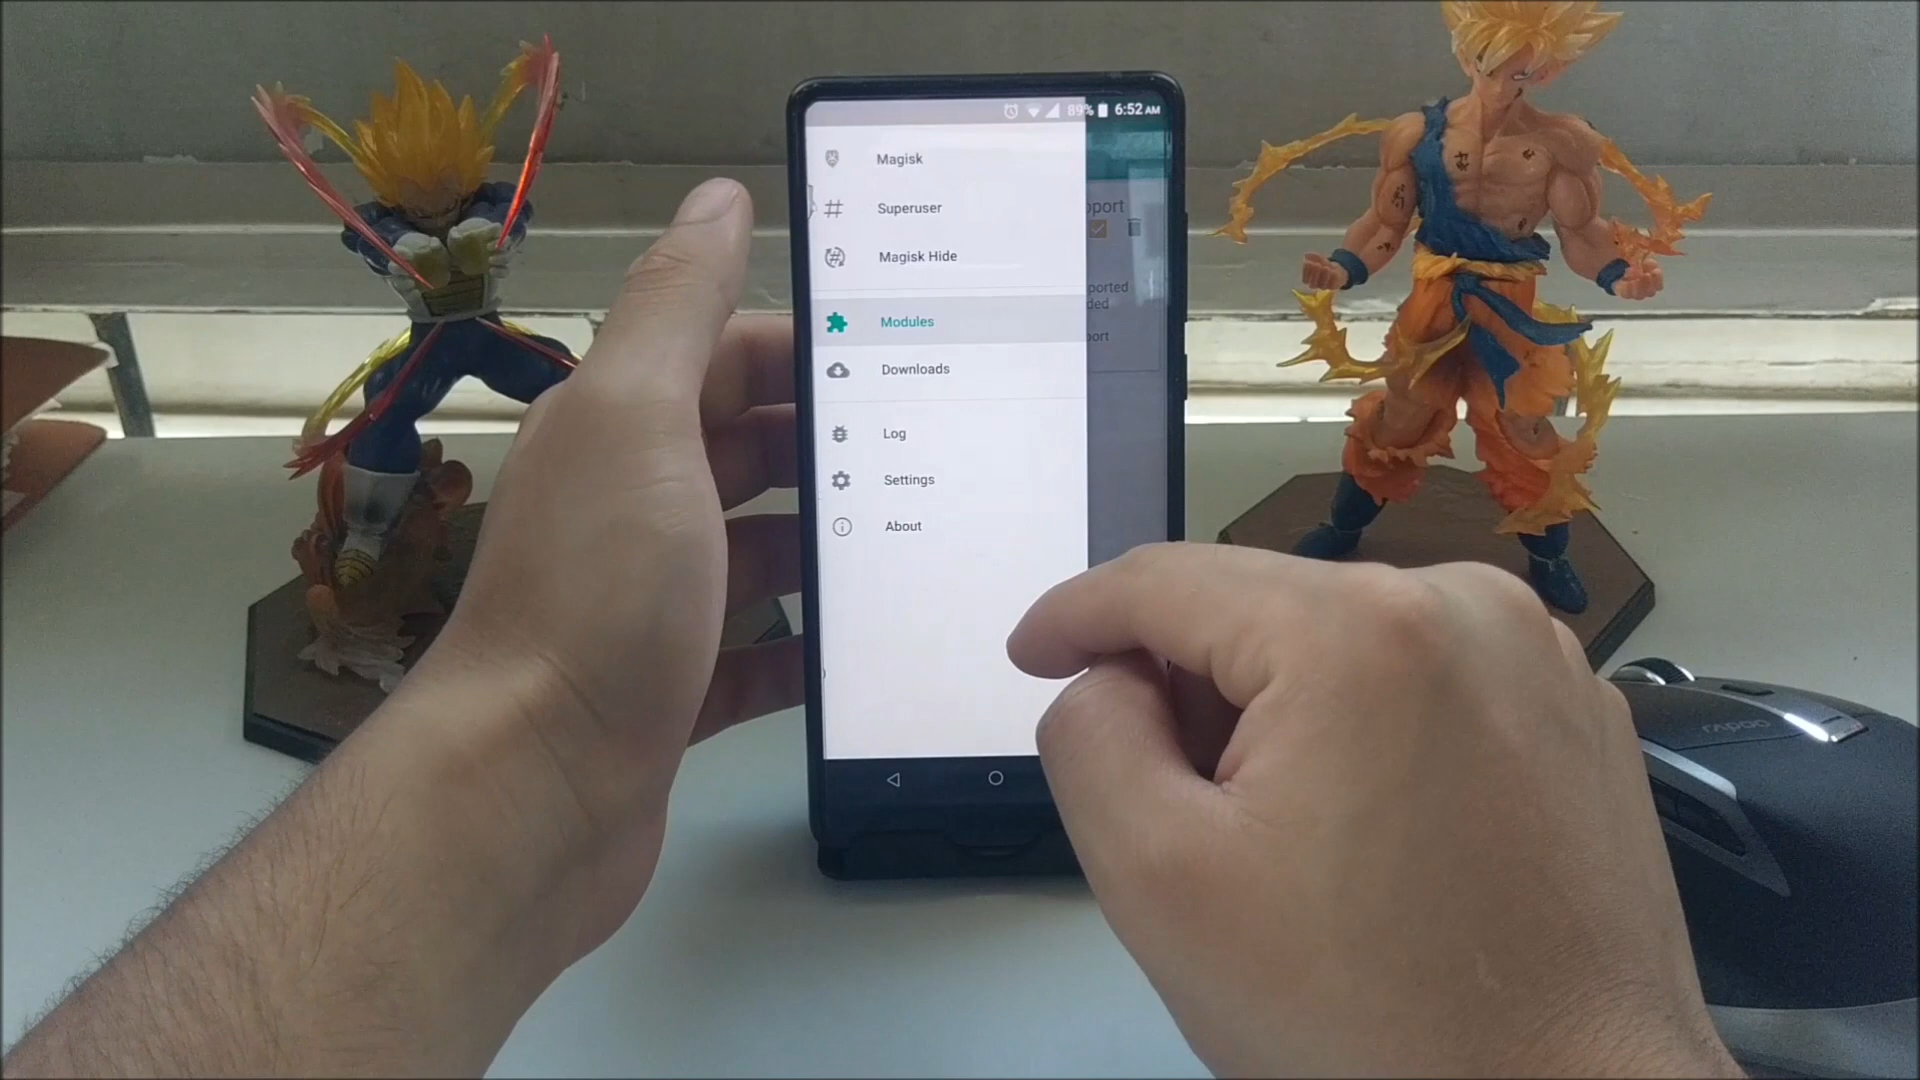 89% 6:52 AM
Magisk
Superuser
Magisk Hide
Modules
Downloads
Log
Settings
About
pport
ported
ded
port
rapoo